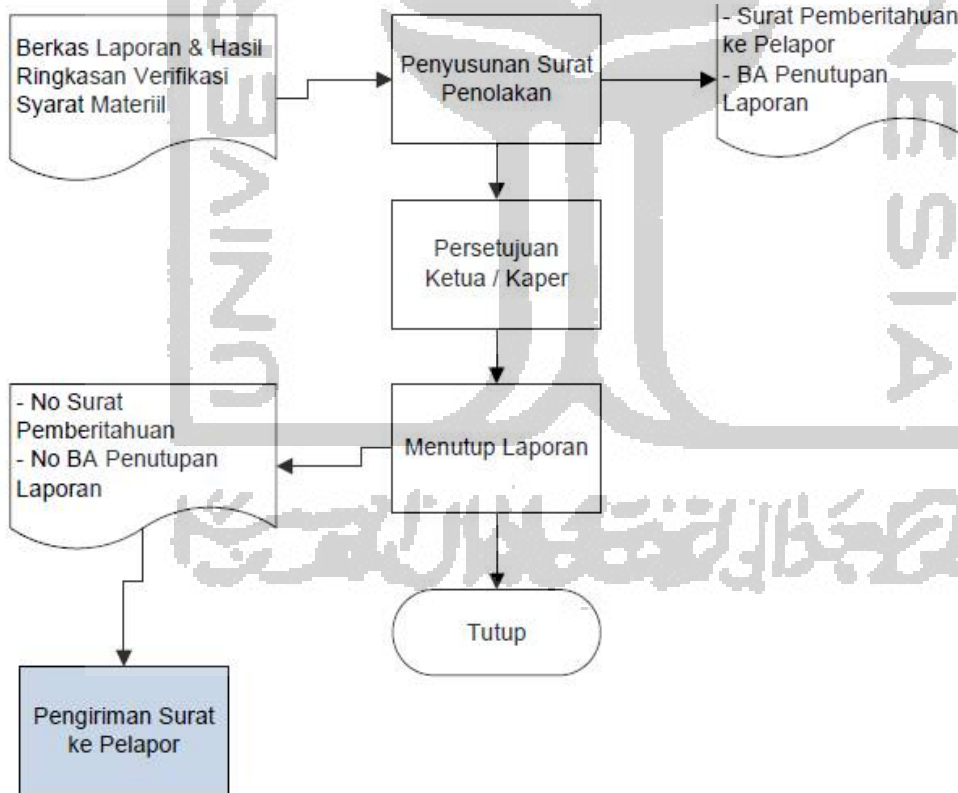 Berkas Laporan & Hasil
Ringkasan Verifikasi
Syarat Materiil
Penyusunan Surat
Penolakan
- Surat Pemberitahuan
ke Pelapor
- BA Penutupan
Laporan
Persetujuan
Ketua / Kaper
- No Surat
Pemberitahuan
- No BA Penutupan
Laporan
Menutup Laporan
Tutup
Pengiriman Surat
ke Pelapor